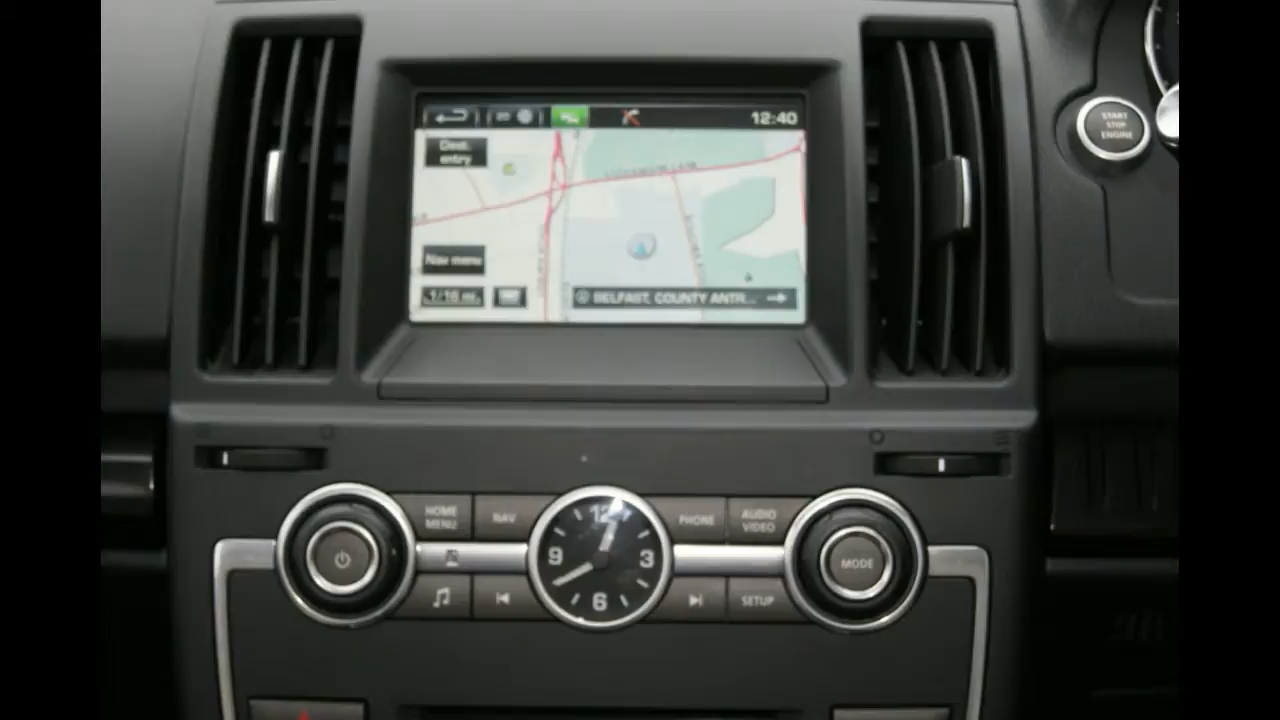 12:40
Dest.
entry
Nav menu
1/16 mi.
BELFAST, COUNTY ANTR...
START
STOP
ENGINE
HOME
MENU
NAV
PHONE
AUDIO
VIDEO
12
9
3
6
MODE
SETUP